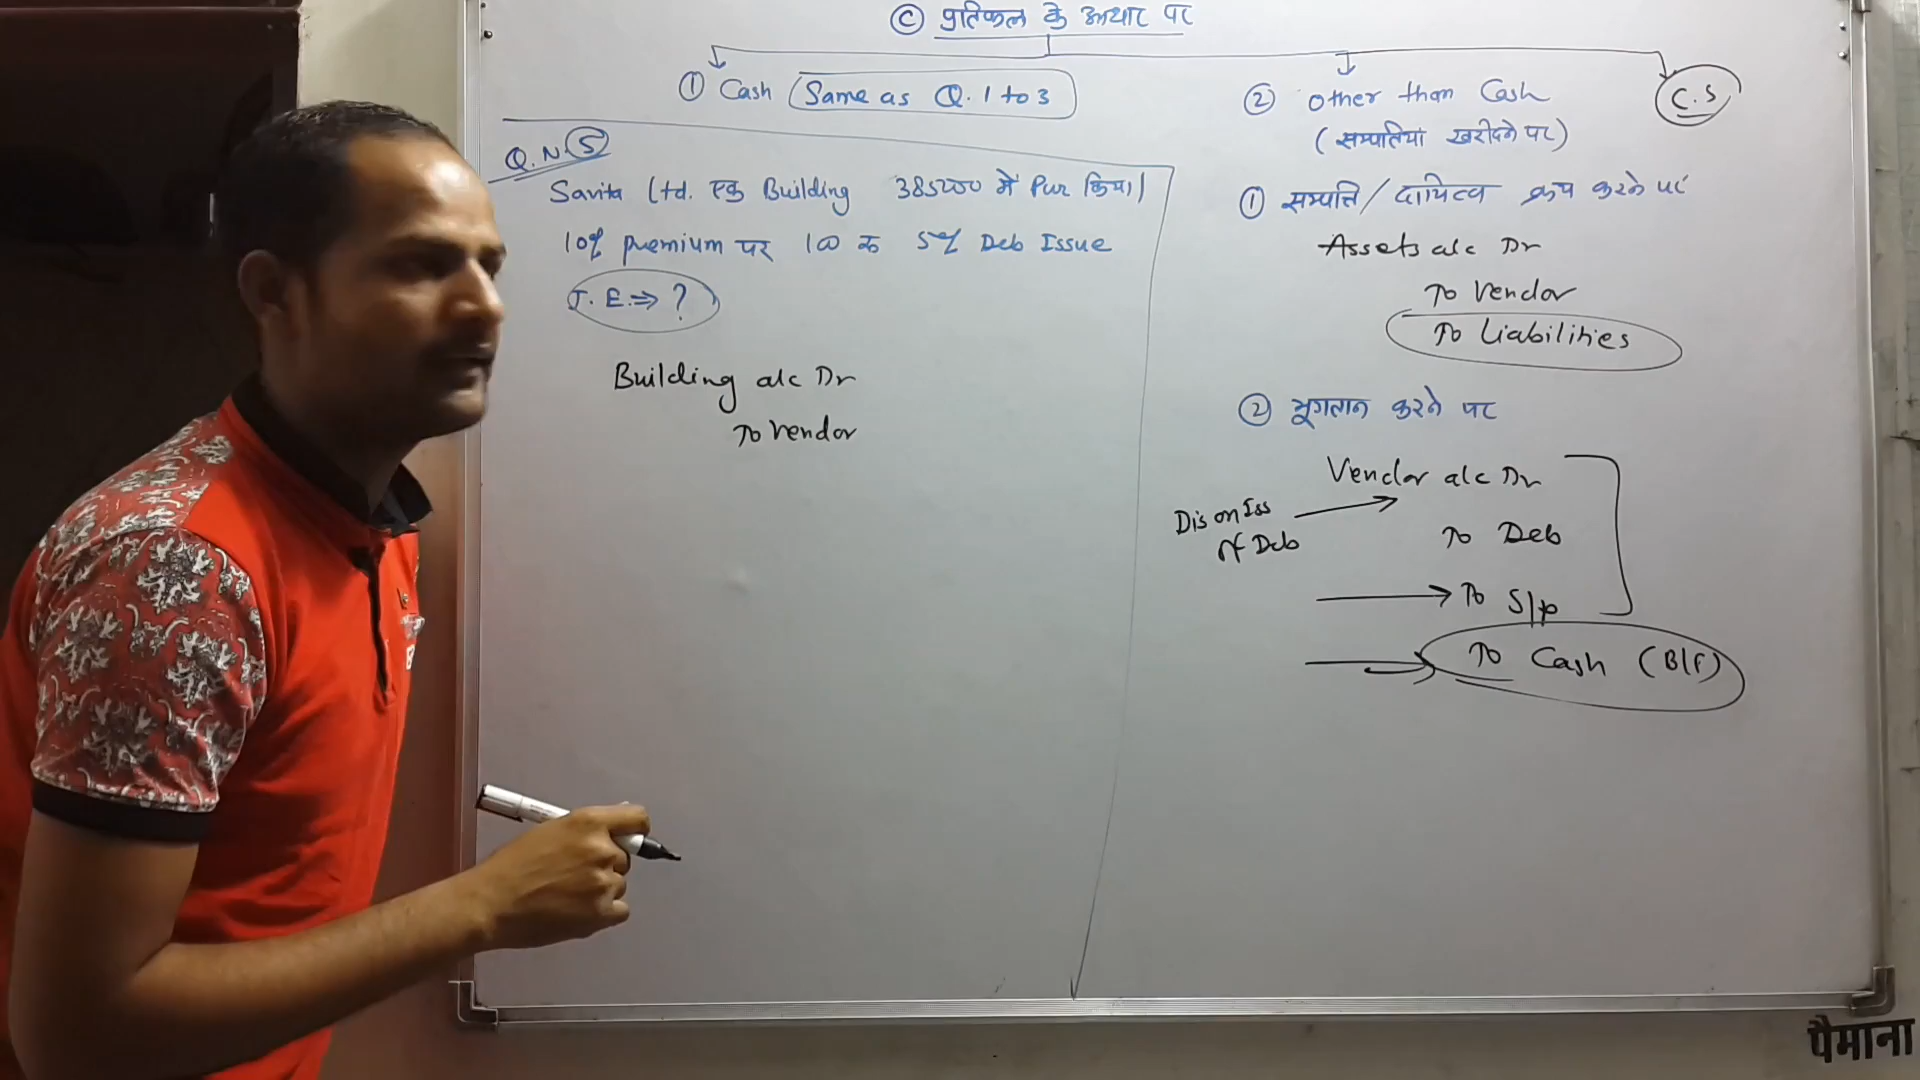 Ⓒ प्रतिफल के आधार पर
① Cash (Same as Q. 1 to 3
② Other than Cash
(सम्पतियां खरीदने पर)
C.S
Q.N. 5
Savita Ltd. एक Building 385200 में Pur किया।
10% premium पर 100 रु 5% Deb Issue
J.E. ⇒ ?
Building a/c Dr
To Vendor
① सम्पत्ति / दायित्व क्रय करने पर
Assets a/c Dr
To Vendor
To Liabilities
② भूगतान करने पर
Vendor a/c Dr
Dis on Iss
of Deb
To Deb
To S/p
To Cash (B/F)
पैमाना